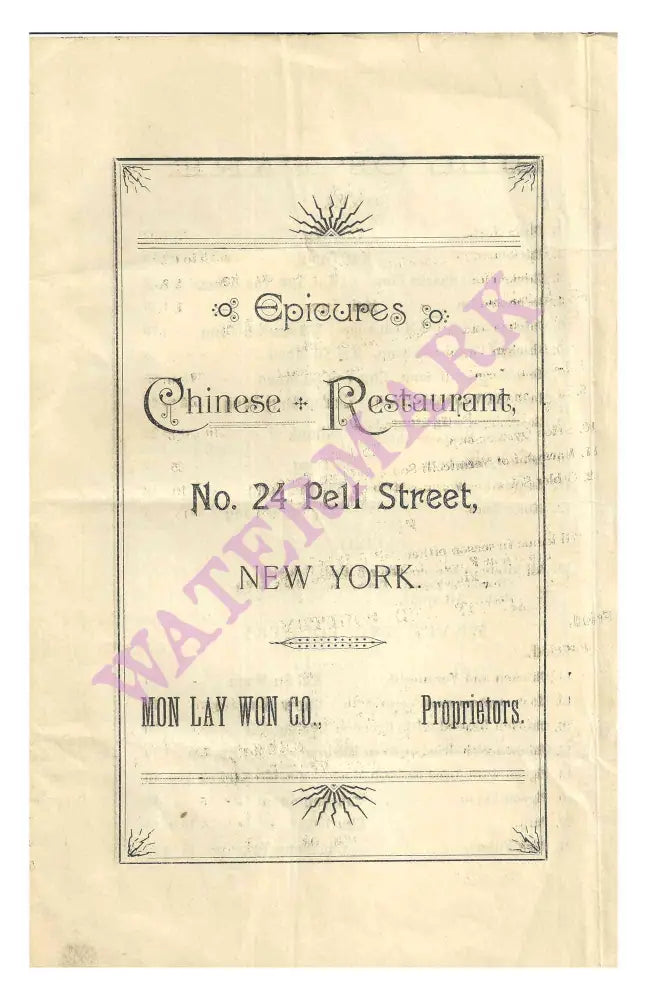 Epicures
Chinese Restaurant,
No. 24 Pell Street,
NEW YORK.
MON LAY WON CO., Proprietors.
WATERMARK